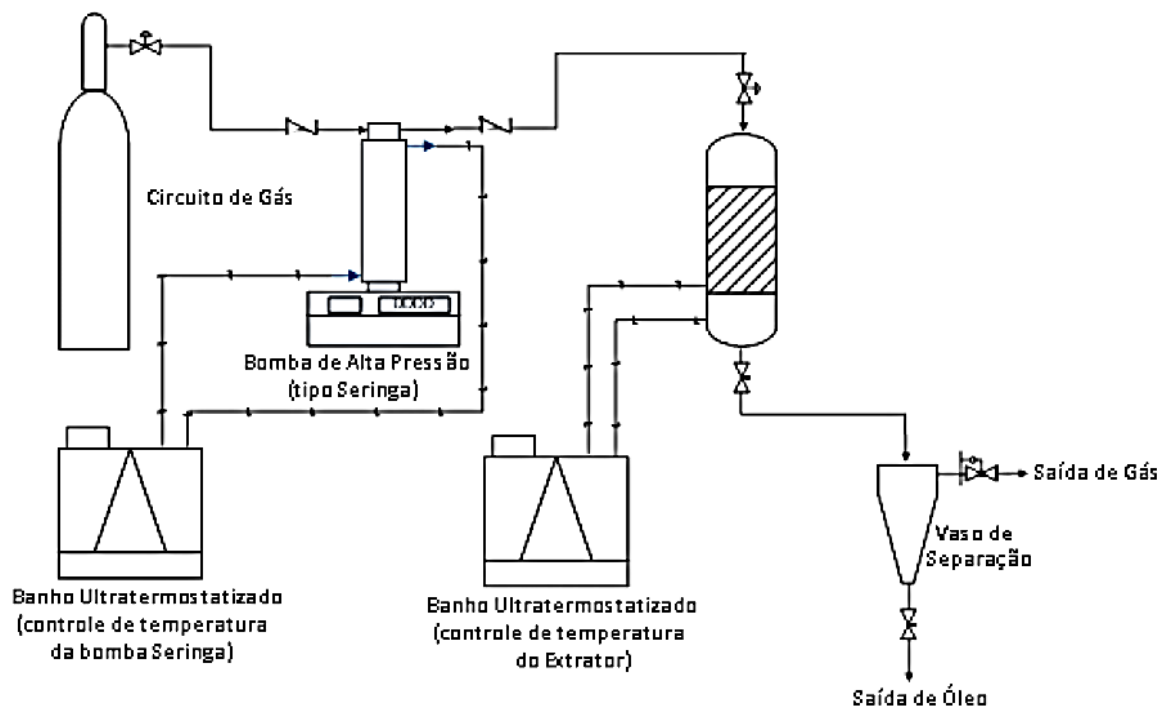 Circuito de Gás
Bomba de Alta Pressão
(tipo Seringa)
Saída de Gás
Vaso de
Separação
Banho Ultratermostatizado
(controle de temperatura
da bomba Seringa)
Banho Ultratermostatizado
(controle de temperatura
do Extrator)
Saída de Óleo